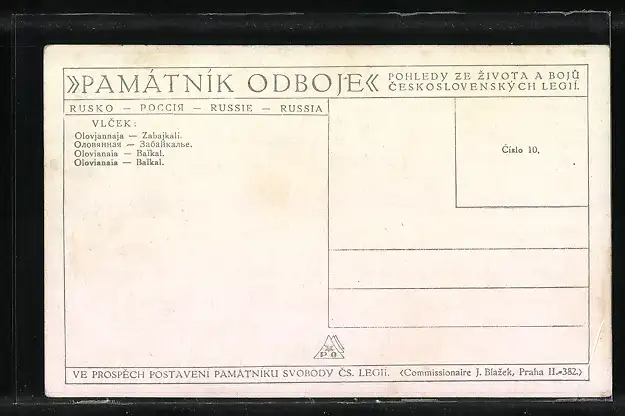 »PAMÁTNÍK ODBOJE«
POHLEDY ZE ŽIVOTA A BOJŮ
ČESKOSLOVENSKÝCH LEGIÍ.
RUSKO — РОССІЯ — RUSSIE — RUSSIA
VLČEK:
Olovjannaja — Zabajkalí.
Оловянная — Забайкалье.
Olovianaia — Baïkal.
Olovianaia — Baikal.
Číslo 10.
P O
VE PROSPĚCH POSTAVENÍ PAMÁTNÍKU SVOBODY ČS. LEGIÍ. (Commissionaire J. Blažek, Praha II.-382.)